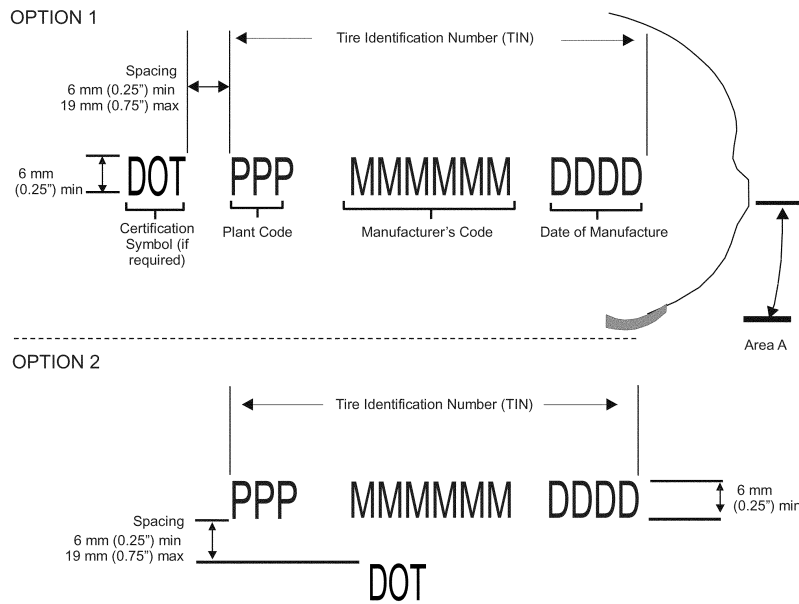 OPTION 1
Tire Identification Number (TIN)
Spacing
6 mm (0.25”) min
19 mm (0.75”) max
6 mm
(0.25”) min
DOT PPP MMMMMM DDDD
Certification
Symbol (if
required)
Plant Code
Manufacturer’s Code
Date of Manufacture
Area A
OPTION 2
Tire Identification Number (TIN)
PPP MMMMMM DDDD
6 mm
(0.25”) min
Spacing
6 mm (0.25”) min
19 mm (0.75”) max
DOT